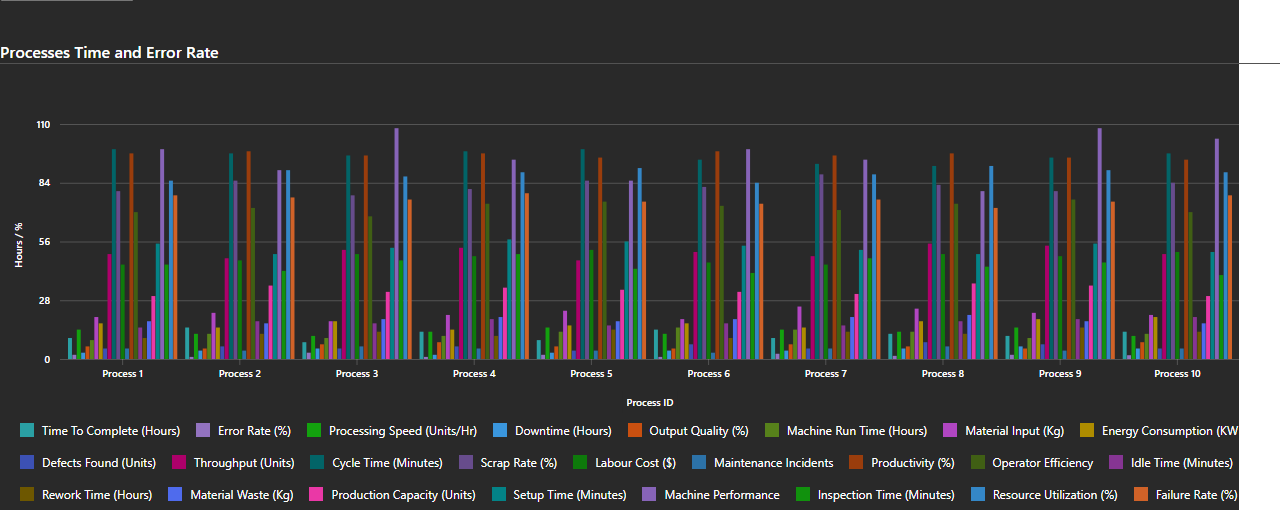 Processes Time and Error Rate
110
84
56
28
0
Hours / %
Process 1 Process 2 Process 3 Process 4 Process 5 Process 6 Process 7 Process 8 Process 9 Process 10
Process ID
Time To Complete (Hours) Error Rate (%) Processing Speed (Units/Hr) Downtime (Hours) Output Quality (%) Machine Run Time (Hours) Material Input (Kg) Energy Consumption (KW
Defects Found (Units) Throughput (Units) Cycle Time (Minutes) Scrap Rate (%) Labour Cost ($) Maintenance Incidents Productivity (%) Operator Efficiency Idle Time (Minutes)
Rework Time (Hours) Material Waste (Kg) Production Capacity (Units) Setup Time (Minutes) Machine Performance Inspection Time (Minutes) Resource Utilization (%) Failure Rate (%)